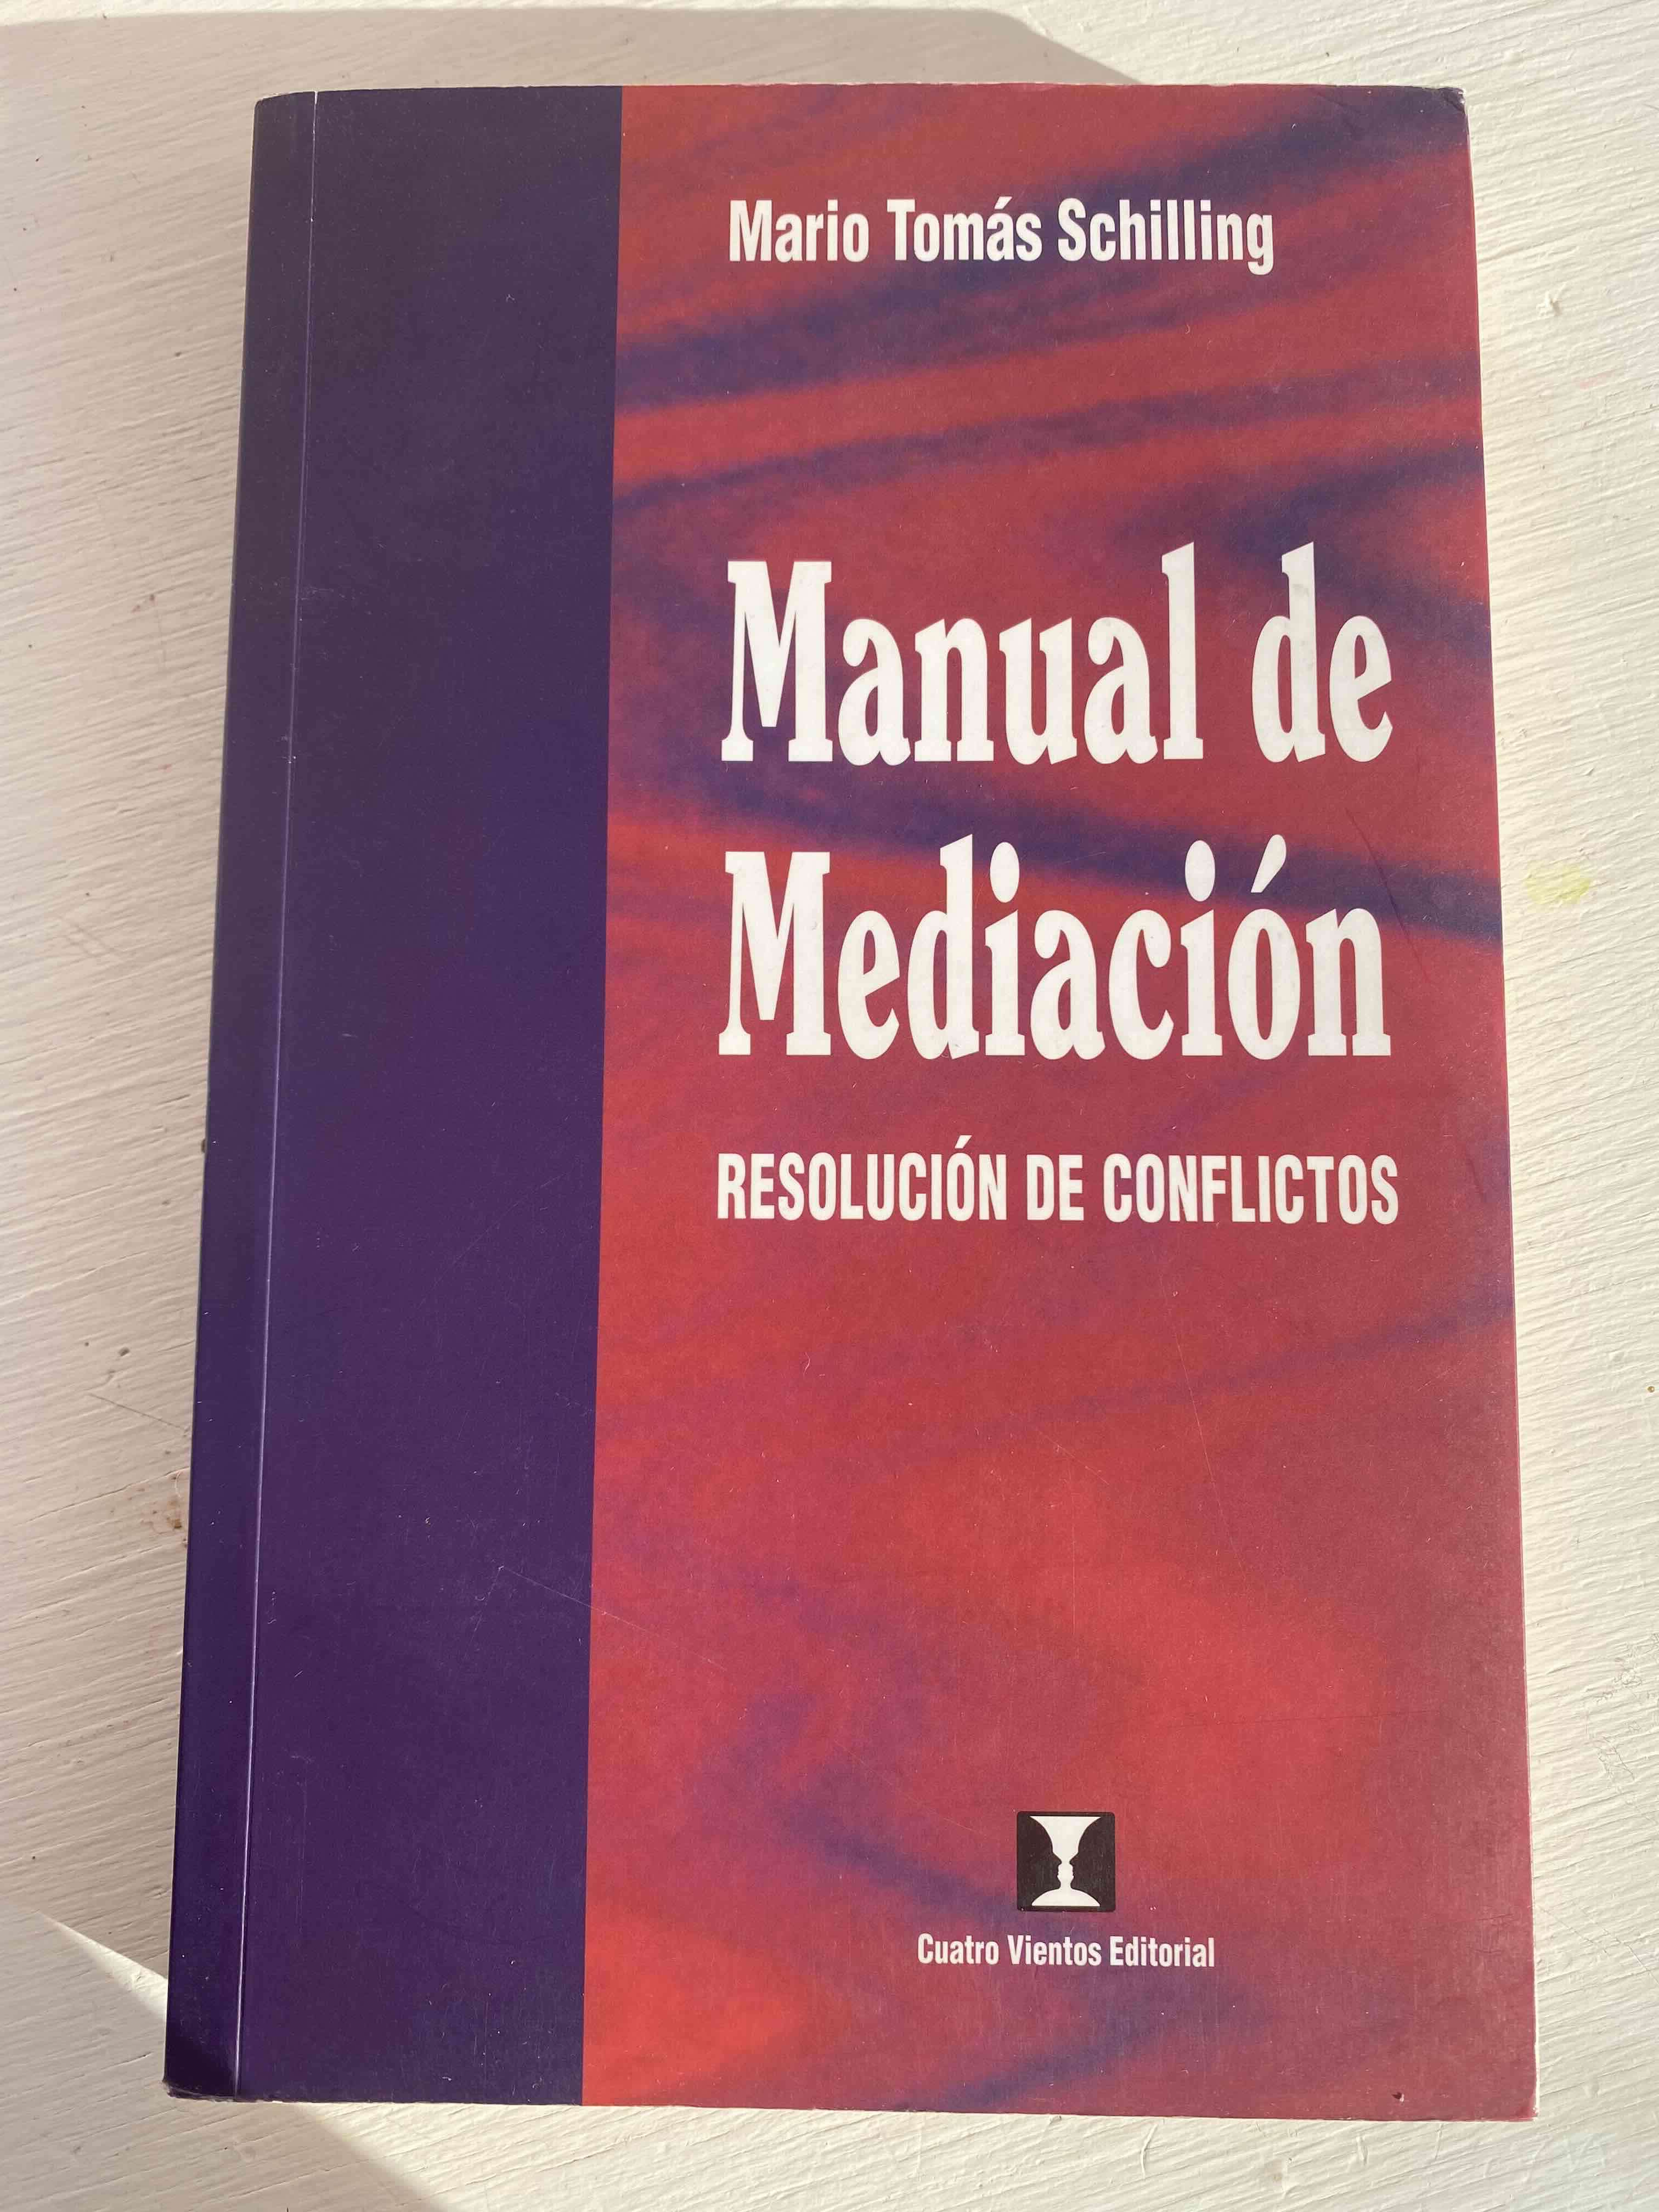 Mario Tomás Schilling
Manual de
Mediación
RESOLUCIÓN DE CONFLICTOS
Cuatro Vientos Editorial